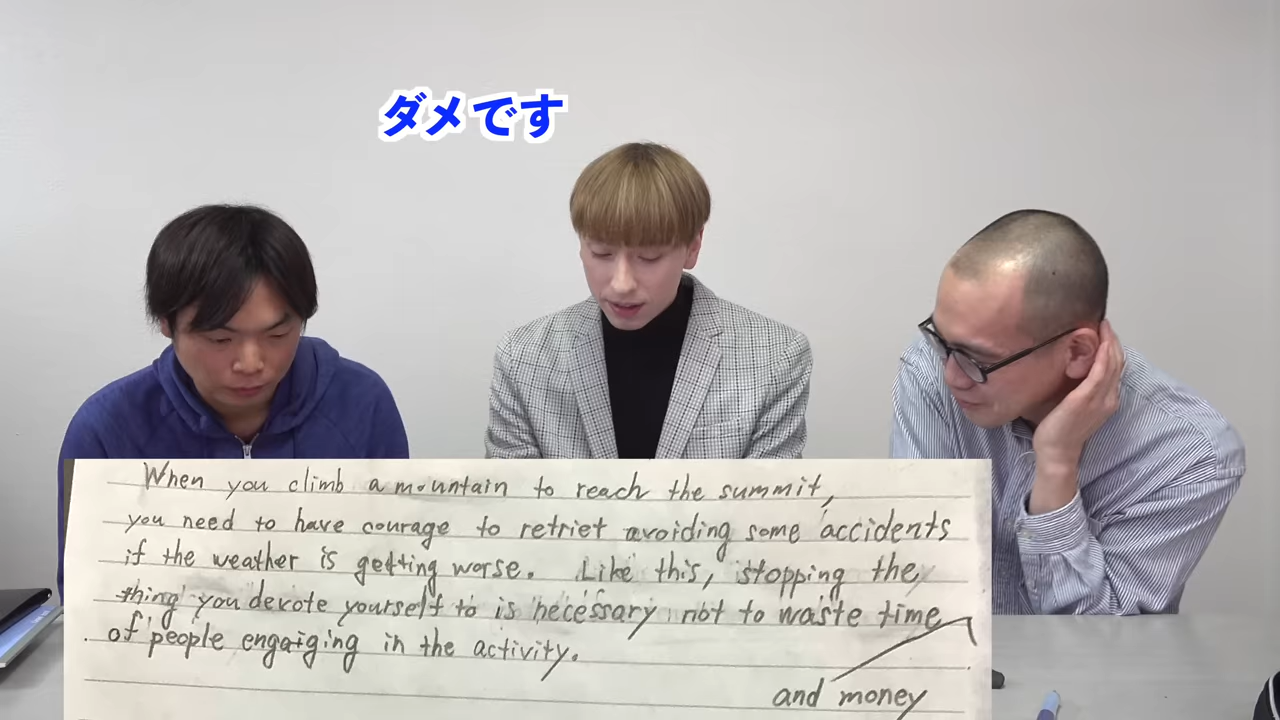 ダメです
When you climb a mountain to reach the summit,
you need to have courage to retriet avoiding some accidents
if the weather is getting worse. Like this, stopping the
thing you devote yourself to is necessary not to waste time
of people engaiging in the activity.
and money